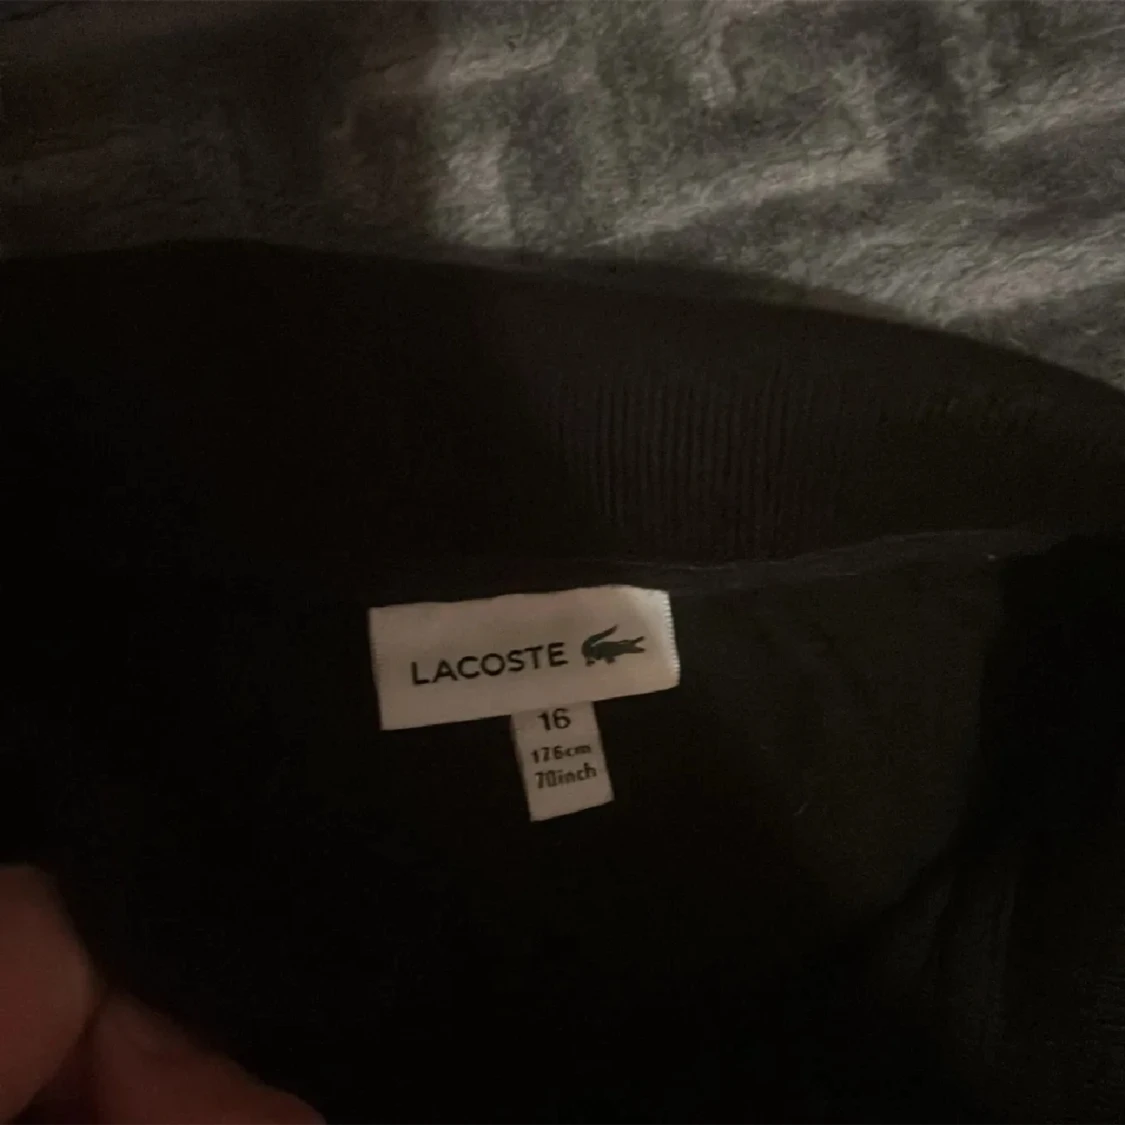 LACOSTE
16
176cm
70inch